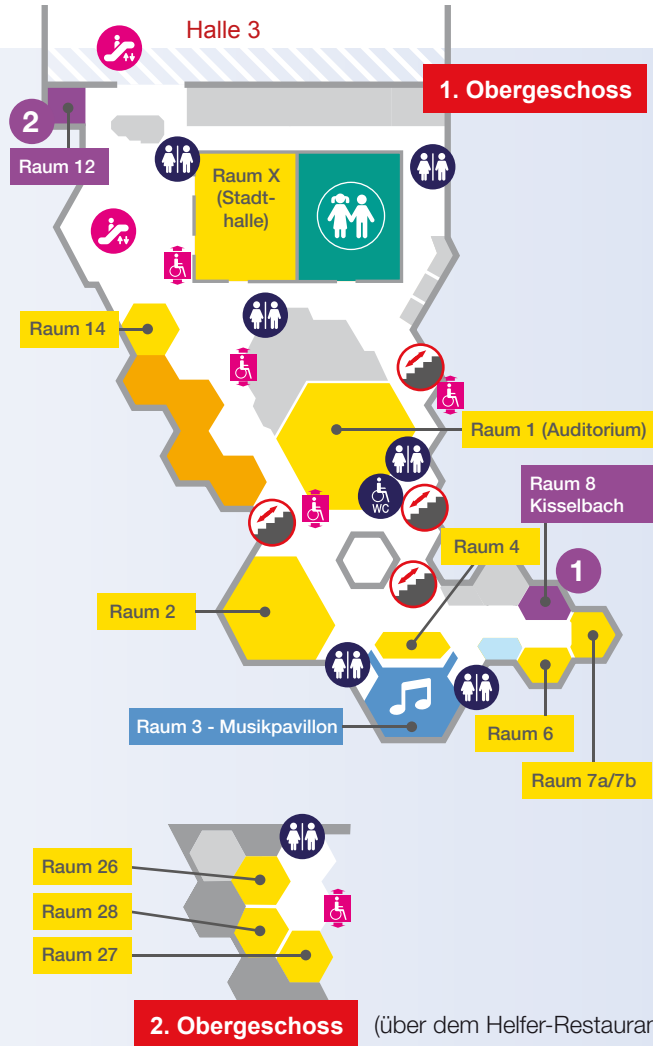 Halle 3
1. Obergeschoss
2
Raum 12
Raum X
(Stadt-
halle)
Raum 14
Raum 1 (Auditorium)
WC
Raum 8
Kisselbach
Raum 4
1
Raum 2
Raum 3 - Musikpavillon
Raum 6
Raum 7a/7b
Raum 26
Raum 28
Raum 27
2. Obergeschoss
(über dem Helfer-Restauran